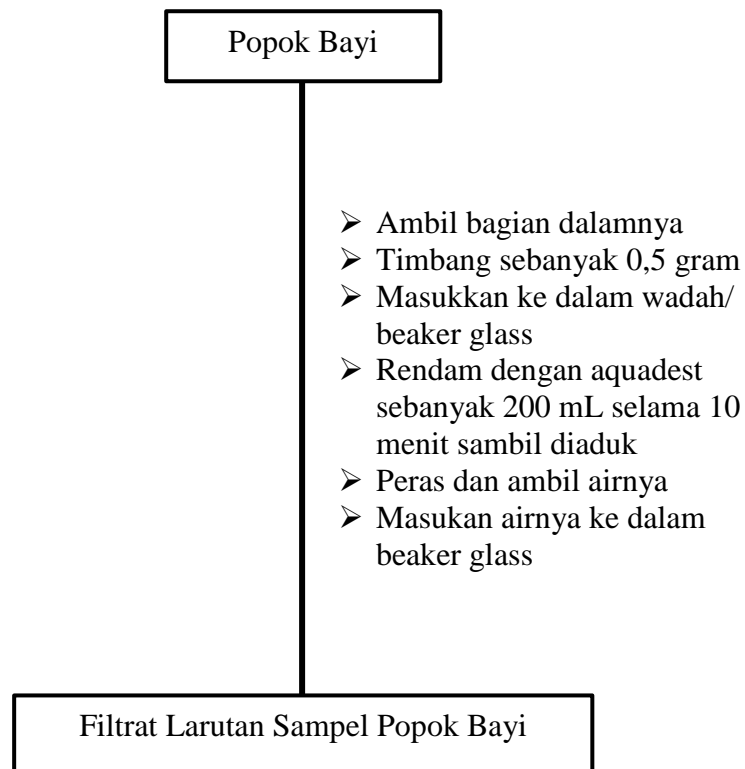 Popok Bayi
➢ Ambil bagian dalamnya
➢ Timbang sebanyak 0,5 gram
➢ Masukkan ke dalam wadah/
beaker glass
➢ Rendam dengan aquadest
sebanyak 200 mL selama 10
menit sambil diaduk
➢ Peras dan ambil airnya
➢ Masukan airnya ke dalam
beaker glass
Filtrat Larutan Sampel Popok Bayi